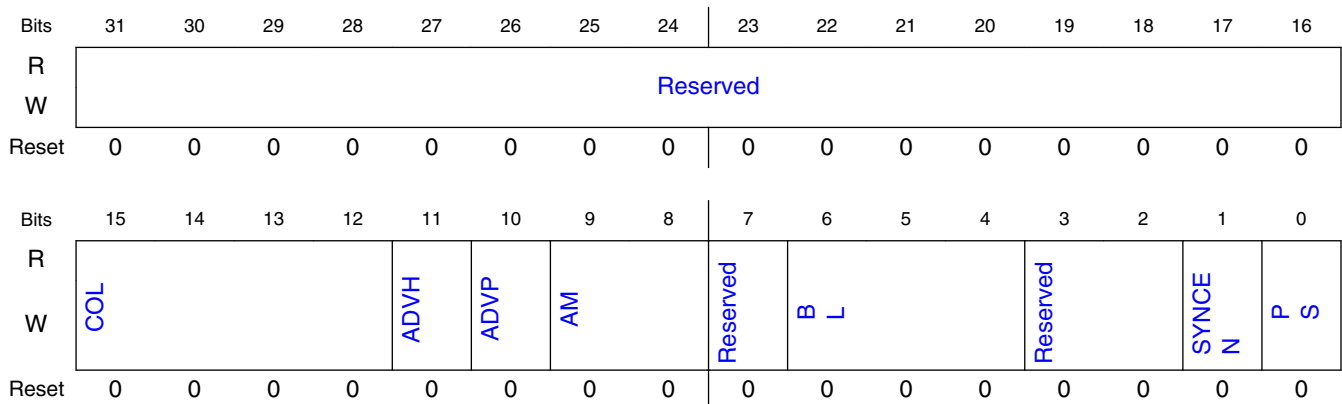 Bits 31 30 29 28 27 26 25 24 23 22 21 20 19 18 17 16
R
Reserved
W
Reset 0 0 0 0 0 0 0 0 0 0 0 0 0 0 0 0
Bits 15 14 13 12 11 10 9 8 7 6 5 4 3 2 1 0
R
COL ADVH ADVP AM Reserved B L Reserved SYNCE N P S
W
Reset 0 0 0 0 0 0 0 0 0 0 0 0 0 0 0 0